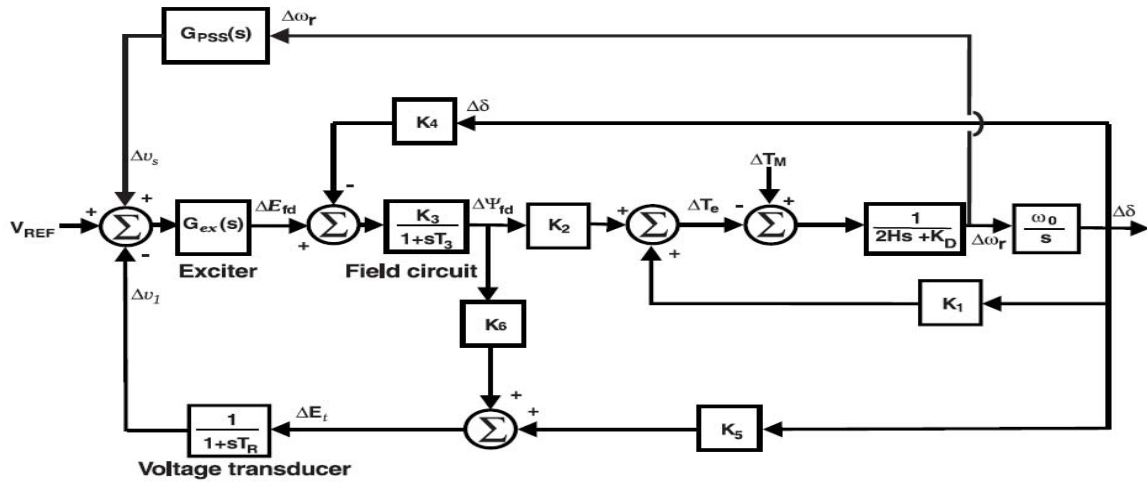 Δω_r
G_PSS(s)
Δδ
K_4
Δυ_s
ΔT_M
+
-
+
ΔE_fd
-
ΔΨ_fd
+
ΔT_e
-
+
V_REF
+
Σ
G_ex(s)
Σ
K_3
1+sT_3
K_2
Σ
Σ
1
2Hs +K_D
ω_0
s
Δδ
Δω_r
-
Exciter
+
Field circuit
+
Δυ_1
K_6
K_1
+
+
ΔE_t
Σ
K_5
1
1+sT_R
Voltage transducer